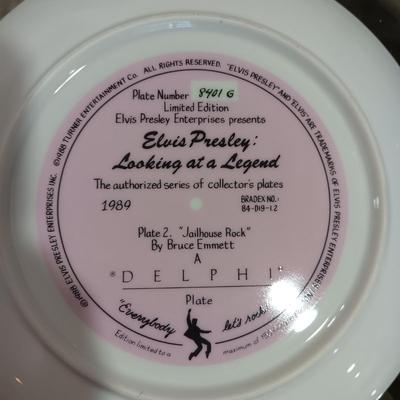 ©1988 ELVIS PRESLEY ENTERPRISES INC. ©1988 TURNER ENTERTAINMENT Co. ALL RIGHTS RESERVED. "ELVIS PRESLEY" AND ELVIS ARE TRADEMARKS OF ELVIS PRESLEY ENTERPRISES, INC.
Plate Number 8401 G
Limited Edition
Elvis Presley Enterprises presents
Elvis Presley:
Looking at a Legend
The authorized series of collector's plates
1989
BRADEX NO.:
84-D19-1.2
Plate 2. "Jailhouse Rock"
By Bruce Emmett
A
® DELPHI
Plate
"Everybody let's rock
Edition limited to a maximum of